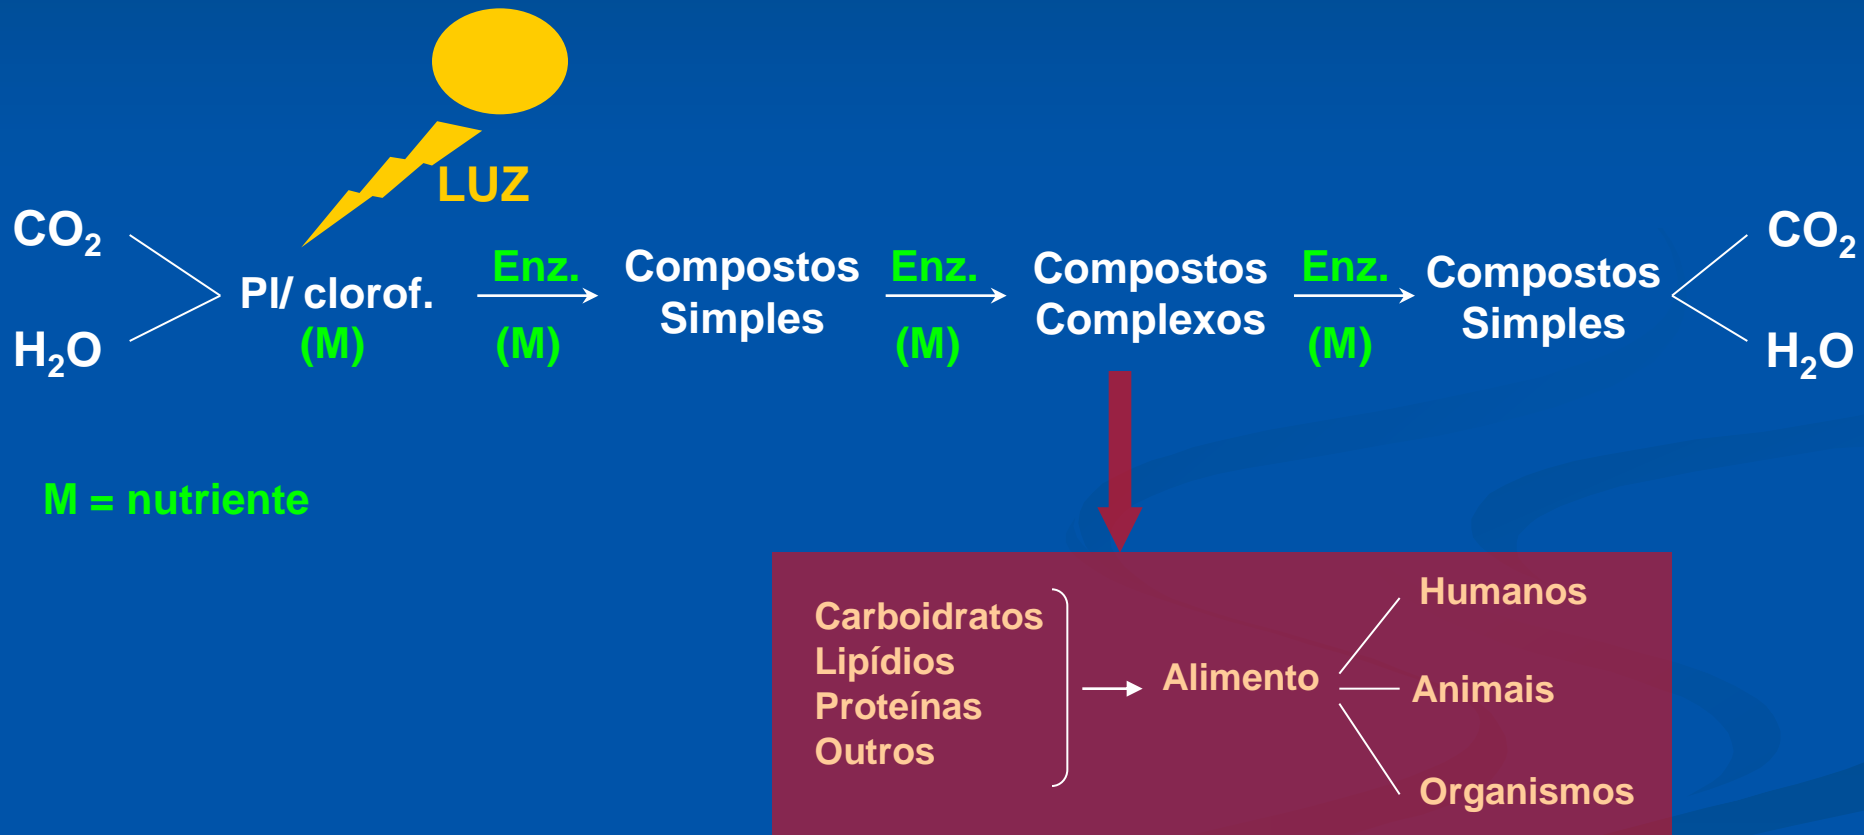 LUZ
CO₂
H₂O
Pl/ clorof.
(M)
Enz.
(M)
Compostos
Simples
Enz.
(M)
Compostos
Complexos
Enz.
(M)
Compostos
Simples
CO₂
H₂O
M = nutriente
Carboidratos
Lipídios
Proteínas
Outros
Alimento
Humanos
Animais
Organismos